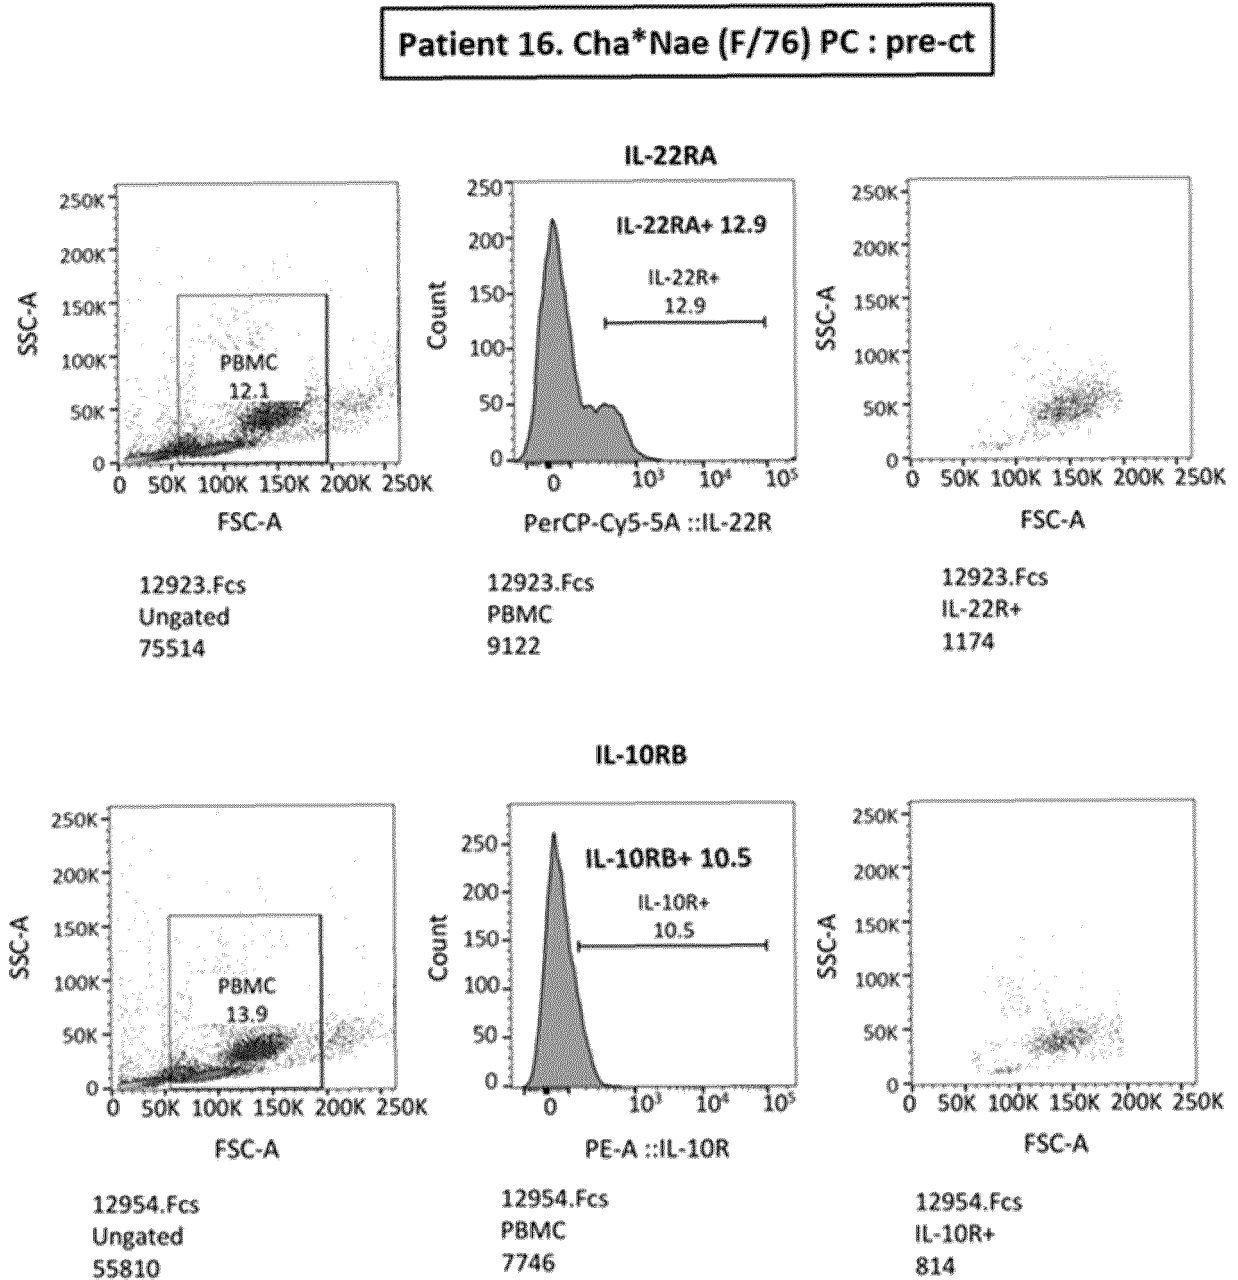 Patient 16. Cha*Nae (F/76) PC : pre-ct
IL-22RA
250K
200K
150K
100K
50K
0
SSC-A
PBMC
12.1
0 50K 100K 150K 200K 250K
FSC-A
12923.Fcs
Ungated
75514
250
200
150
100
50
0
Count
IL-22RA+ 12.9
IL-22R+
12.9
0 10³ 10⁴ 10⁵
PerCP-Cy5-5A ::IL-22R
12923.Fcs
PBMC
9122
250K
200K
150K
100K
50K
0
SSC-A
0 50K 100K 150K 200K 250K
FSC-A
12923.Fcs
IL-22R+
1174
IL-10RB
250K
200K
150K
100K
50K
0
SSC-A
PBMC
13.9
0 50K 100K 150K 200K 250K
FSC-A
12954.Fcs
Ungated
55810
250
200
150
100
50
0
Count
IL-10RB+ 10.5
IL-10R+
10.5
0 10³ 10⁴ 10⁵
PE-A ::IL-10R
12954.Fcs
PBMC
7746
250K
200K
150K
100K
50K
0
SSC-A
0 50K 100K 150K 200K 250K
FSC-A
12954.Fcs
IL-10R+
814